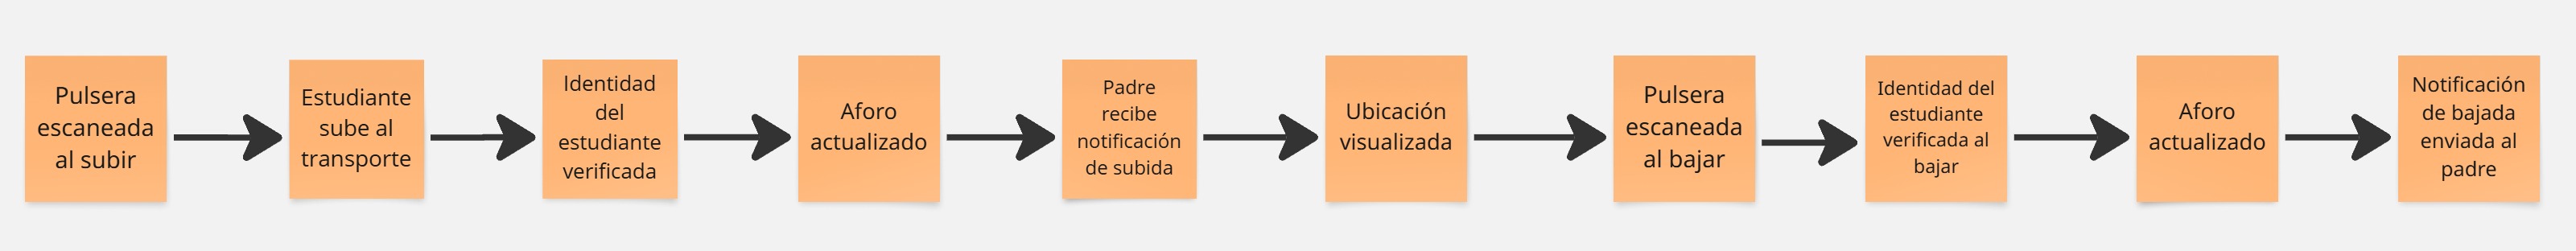 Pulsera
escaneada
al subir
Estudiante
sube al
transporte
Identidad
del
estudiante
verificada
Aforo
actualizado
Padre
recibe
notificación
de subida
Ubicación
visualizada
Pulsera
escaneada
al bajar
Identidad del
estudiante
verificada al
bajar
Aforo
actualizado
Notificación
de bajada
enviada al
padre